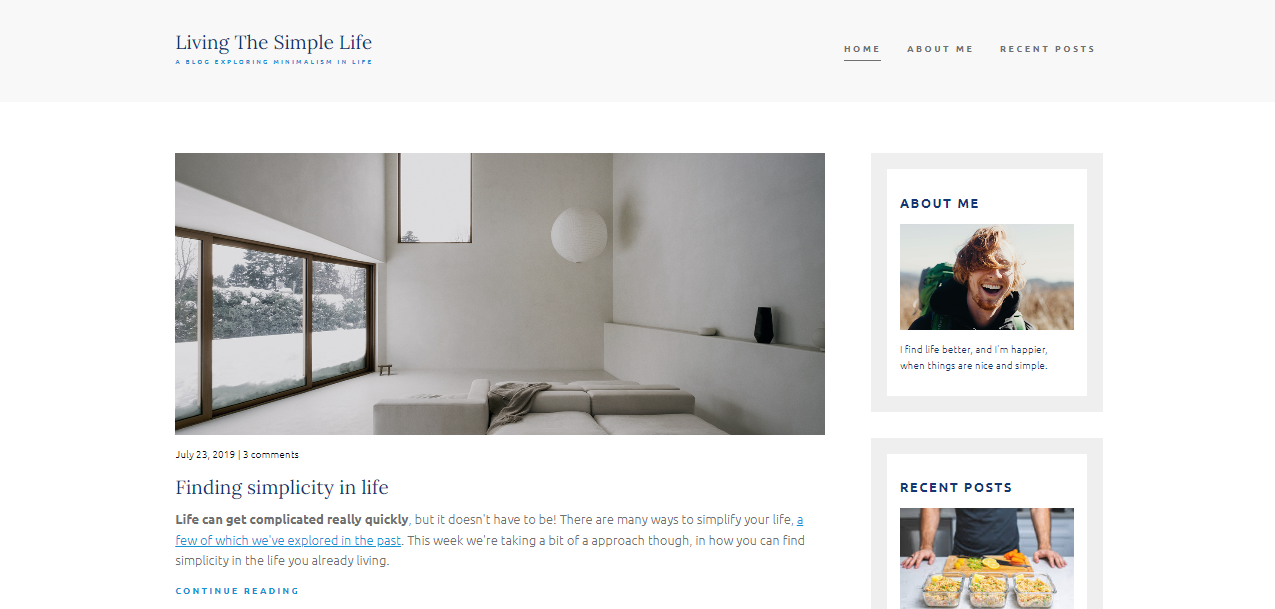 Living The Simple Life
A BLOG EXPLORING MINIMALISM IN LIFE
HOME ABOUT ME RECENT POSTS
July 23, 2019 | 3 comments
Finding simplicity in life
Life can get complicated really quickly, but it doesn't have to be! There are many ways to simplify your life, a
few of which we've explored in the past. This week we're taking a bit of a approach though, in how you can find
simplicity in the life you already living.
CONTINUE READING
ABOUT ME
I find life better, and I'm happier,
when things are nice and simple.
RECENT POSTS